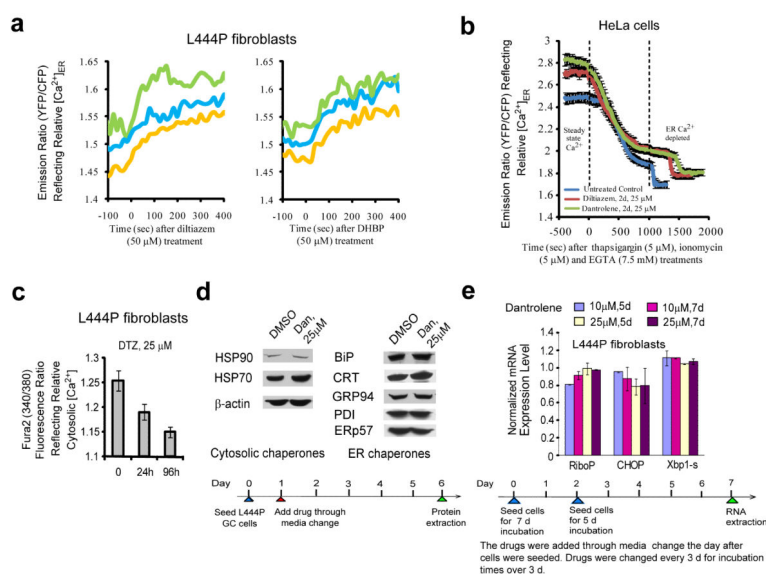 a
L444P fibroblasts
Emission Ratio (YFP/CFP)
Reflecting Relative [Ca²⁺]ER
1.65
1.6
1.55
1.5
1.45
1.4
-100 0 100 200 300 400
Time (sec) after diltiazem
(50 µM) treatment
1.65
1.6
1.55
1.5
1.45
1.4
-100 0 100 200 300 400
Time (sec) after DHBP
(50 µM) treatment
b
HeLa cells
Emission Ratio (YFP/CFP) Reflecting
Relative [Ca²⁺]ER
3
2.8
2.6
2.4
2.2
2
1.8
1.6
1.4
1.2
1
Steady
state
Ca²⁺
ER Ca²⁺
depleted
Untreated Control
Diltiazem, 2d, 25 µM
Dantrolene, 2d, 25 µM
-500 0 500 1000 1500 2000
Time (sec) after thapsigargin (5 µM), ionomycin
(5 µM) and EGTA (7.5 mM) treatments
c
L444P fibroblasts
DTZ, 25 µM
Fura2 (340/380)
Fluorescence Ratio
Reflecting Relative
Cytosolic [Ca²⁺]
1.3
1.25
1.2
1.15
1.1
0 24h 96h
d
DMSO
Dan,
25µM
HSP90
HSP70
β-actin
Cytosolic chaperones
DMSO
Dan,
25µM
BiP
CRT
GRP94
PDI
ERp57
ER chaperones
Day 0 1 2 3 4 5 6
Seed L444P
GC cells
Add drug through
media change
Protein
extraction
e
Dantrolene
10µM,5d
10µM,7d
25µM,5d
25µM,7d
L444P fibroblasts
Normalized mRNA
Expression Level
1.2
1.0
0.8
0.6
0.4
0.2
0
RiboP CHOP Xbp1-s
Day 0 1 2 3 4 5 6 7
Seed cells
for 7 d
incubation
Seed cells
for 5 d
incubation
RNA
extraction
The drugs were added through media change the day after
cells were seeded. Drugs were changed every 3 d for incubation
times over 3 d.